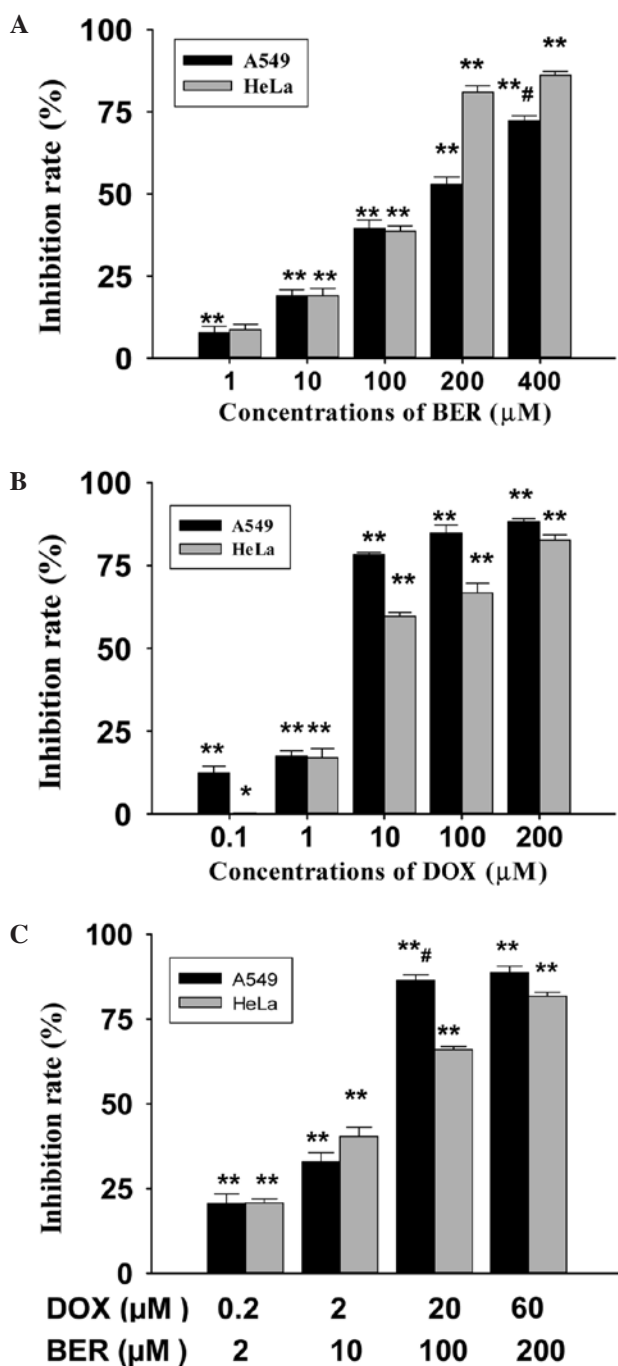 A
100
75
50
25
0
Inhibition rate (%)
A549
HeLa
** **
** **
** **#
** **
** **
**
1 10 100 200 400
Concentrations of BER (µM)
B
100
75
50
25
0
Inhibition rate (%)
A549
HeLa
** **
** ** **
**
** ** **
*
0.1 1 10 100 200
Concentrations of DOX (µM)
C
100
75
50
25
0
Inhibition rate (%)
A549
HeLa
**# **
**
**
**
**
** **
DOX (µM ) 0.2 2 20 60
BER (µM ) 2 10 100 200